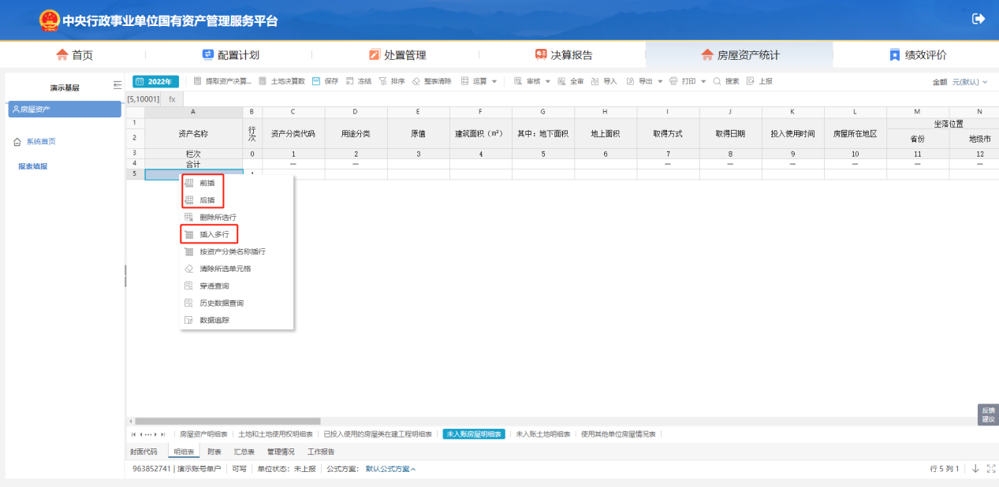 中央行政事业单位国有资产管理服务平台
首页 配置计划 处置管理 决算报告 房屋资产统计 绩效评价
演示基层
房屋资产
系统首页
报表填报
2022年 提取资产决算... 土地决算数 保存 冻结 排序 整表清除 运算 审核 全审 导入 导出 打印 搜索 上报 金额 元(默认)
[5,10001] fx
A B C D E F G H I J K L M N
1 资产名称 行次 资产分类代码 用途分类 原值 建筑面积（m²） 其中：地下面积 地上面积 取得方式 取得日期 投入使用时间 房屋所在地区 坐落位置
2 省份 地级市
3 栏次 0 1 2 3 4 5 6 7 8 9 10 11 12
4 合计 — — — — — — — —
5 1
前插
后插
删除所选行
插入多行
按资产分类名称插行
清除所选单元格
穿透查询
历史数据查询
数据追踪
反馈
建议
房屋资产明细表 土地和土地使用权明细表 已投入使用的房屋类在建工程明细表 未入账房屋明细表 未入账土地明细表 使用其他单位房屋情况表
封面代码 明细表 附表 汇总表 管理情况 工作报告
963852741 | 演示账号单户 可写 单位状态：未上报 公式方案： 默认公式方案 行 5 列 1